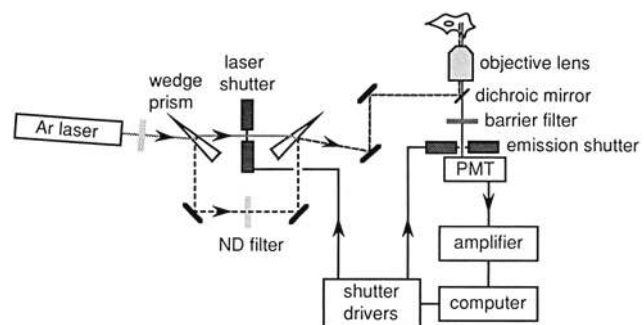 laser
shutter
wedge
prism
objective lens
dichroic mirror
Ar laser
barrier filter
emission shutter
PMT
ND filter
amplifier
shutter
drivers
computer